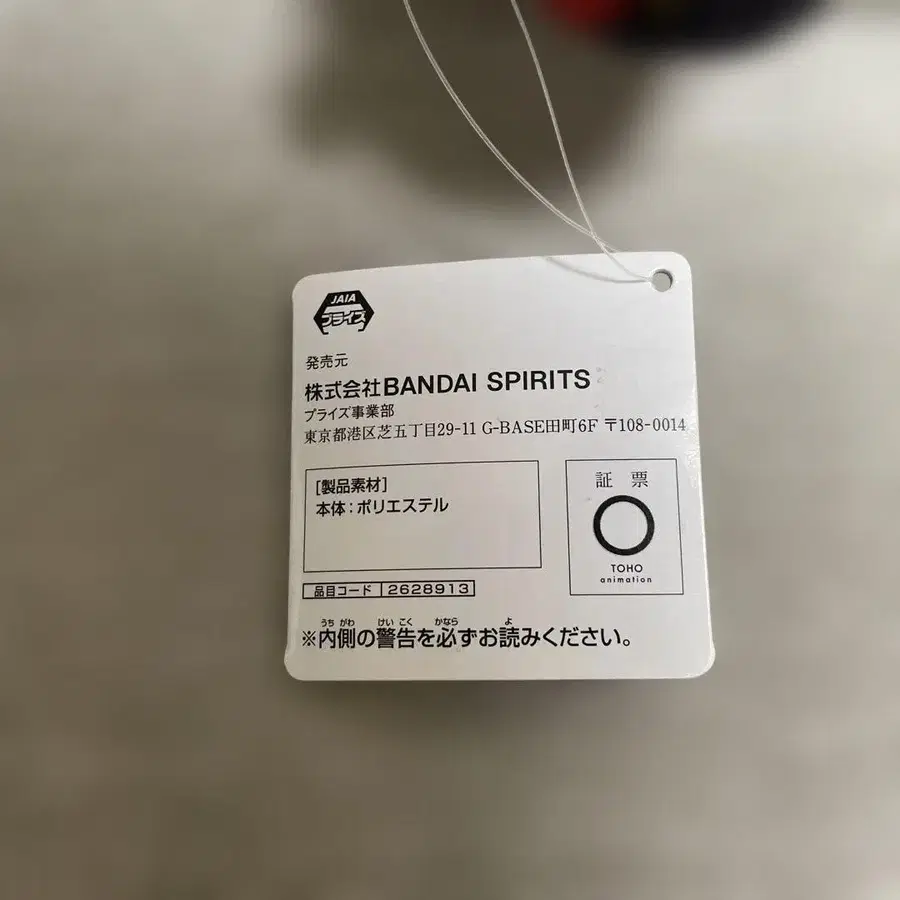 JAIA
プライズ
発売元
株式会社BANDAI SPIRITS
プライズ事業部
東京都港区芝五丁目29-11 G-BASE田町6F 〒108-0014
[製品素材]
本体:ポリエステル
証 票
TOHO
animation
品目コード 2628913
うち がわ けい こく かなら よ
※内側の警告を必ずお読みください。